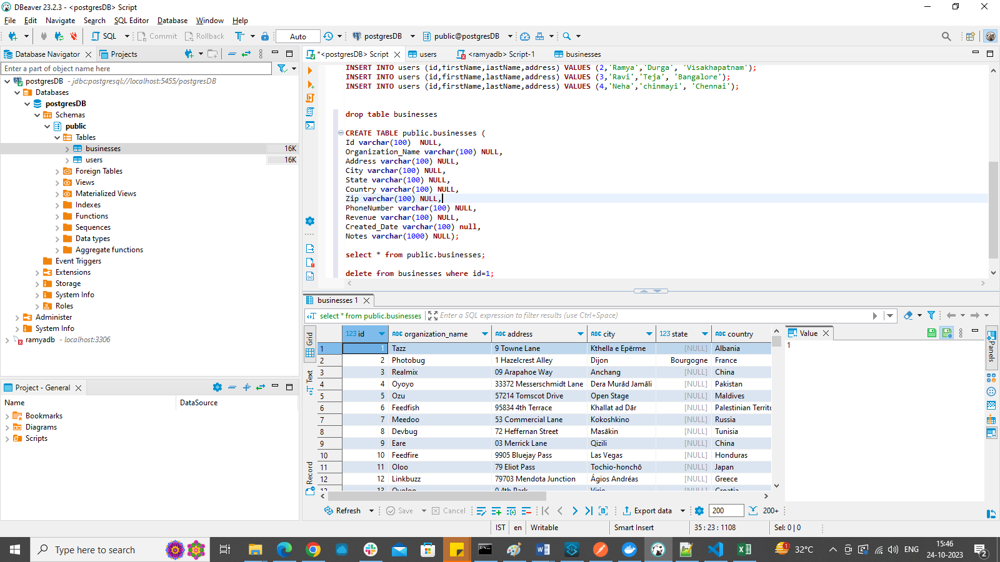 DBeaver 23.2.3 - <postgresDB> Script
File Edit Navigate Search SQL Editor Database Window Help
SQL Commit Rollback Auto postgresDB public@postgresDB
Database Navigator Projects
Enter a part of object name here
postgresDB - jdbc:postgresql://localhost:5455/postgresDB
Databases
postgresDB
Schemas
public
Tables
businesses 16K
users 16K
Foreign Tables
Views
Materialized Views
Indexes
Functions
Sequences
Data types
Aggregate functions
Event Triggers
Extensions
Storage
System Info
Roles
Administer
System Info
ramyadb - localhost:3306
Project - General
Name DataSource
Bookmarks
Diagrams
Scripts
*<postgresDB> Script users <ramyadb> Script-1 businesses
INSERT INTO users (id,firstName,lastName,address) VALUES (2,'Ramya','Durga', 'Visakhapatnam');
INSERT INTO users (id,firstName,lastName,address) VALUES (3,'Ravi','Teja', 'Bangalore');
INSERT INTO users (id,firstName,lastName,address) VALUES (4,'Neha','chinmayi', 'Chennai');
drop table businesses
CREATE TABLE public.businesses (
Id varchar(100) NULL,
Organization_Name varchar(100) NULL,
Address varchar(100) NULL,
City varchar(100) NULL,
State varchar(100) NULL,
Country varchar(100) NULL,
Zip varchar(100) NULL,
PhoneNumber varchar(100) NULL,
Revenue varchar(100) NULL,
Created_Date varchar(100) null,
Notes varchar(1000) NULL);
select * from public.businesses;
delete from businesses where id=1;
businesses 1
select * from public.businesses Enter a SQL expression to filter results (use Ctrl+Space)
Grid
Text
Record
123 id ABC organization_name ABC address ABC city 123 state ABC country
1 1 Tazz 9 Towne Lane Kthella e Epërme [NULL] Albania
2 2 Photobug 1 Hazelcrest Alley Dijon Bourgogne France
3 3 Realmix 09 Arapahoe Way Anchang [NULL] China
4 4 Oyoyo 33372 Messerschmidt Lane Dera Murād Jamāli [NULL] Pakistan
5 5 Ozu 57214 Tomscot Drive Open Stage [NULL] Maldives
6 6 Feedfish 95834 4th Terrace Khallat ad Dār [NULL] Palestinian Territo
7 7 Meedoo 53 Commercial Lane Kokoshkino [NULL] Russia
8 8 Devbug 72 Heffernan Street Masākin [NULL] Tunisia
9 9 Eare 03 Merrick Lane Qizili [NULL] China
10 10 Feedfire 9905 Bluejay Pass Las Vegas [NULL] Honduras
11 11 Oloo 79 Eliot Pass Tochio-honchō [NULL] Japan
12 12 Linkbuzz 79703 Mendota Junction Ágios Andréas [NULL] Greece
Value
1
Panels
Refresh Save Cancel Export data 200 200+
IST en Writable Smart Insert 35 : 23 : 1108 Sel: 0 | 0
Type here to search
1 32°C ENG 15:46
24-10-2023 2